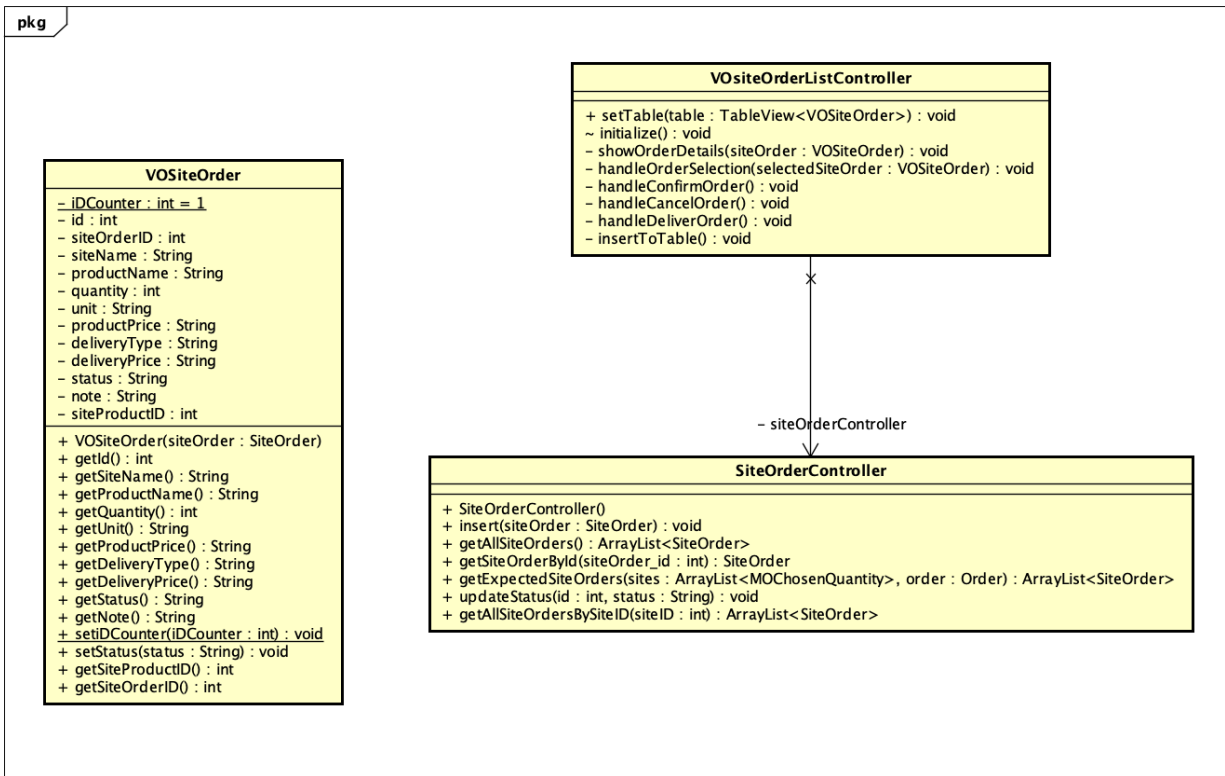 pkg
VOsiteOrderListController
+ setTable(table : TableView<VOSiteOrder>) : void
~ initialize() : void
– showOrderDetails(siteOrder : VOSiteOrder) : void
– handleOrderSelection(selectedSiteOrder : VOSiteOrder) : void
– handleConfirmOrder() : void
– handleCancelOrder() : void
– handleDeliverOrder() : void
– insertToTable() : void
VOSiteOrder
– iDCounter : int = 1
– id : int
– siteOrderID : int
– siteName : String
– productName : String
– quantity : int
– unit : String
– productPrice : String
– deliveryType : String
– deliveryPrice : String
– status : String
– note : String
– siteProductID : int
+ VOSiteOrder(siteOrder : SiteOrder)
+ getId() : int
+ getSiteName() : String
+ getProductName() : String
+ getQuantity() : int
+ getUnit() : String
+ getProductPrice() : String
+ getDeliveryType() : String
+ getDeliveryPrice() : String
+ getStatus() : String
+ getNote() : String
+ setiDCounter(iDCounter : int) : void
+ setStatus(status : String) : void
+ getSiteProductID() : int
+ getSiteOrderID() : int
– siteOrderController
SiteOrderController
+ SiteOrderController()
+ insert(siteOrder : SiteOrder) : void
+ getAllSiteOrders() : ArrayList<SiteOrder>
+ getSiteOrderById(siteOrder_id : int) : SiteOrder
+ getExpectedSiteOrders(sites : ArrayList<MOChosenQuantity>, order : Order) : ArrayList<SiteOrder>
+ updateStatus(id : int, status : String) : void
+ getAllSiteOrdersBySiteID(siteID : int) : ArrayList<SiteOrder>